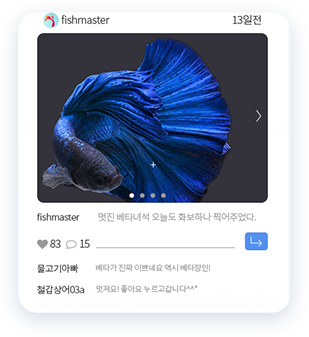 fishmaster 13일전
fishmaster 멋진 베타녀석 오늘도 화보하나 찍어주었다.
83 15
물고기아빠 베타가 진짜 이쁘네요 역시 베타장인!
철갑상어03a 멋져요! 좋아요 누르고갑니다^^*